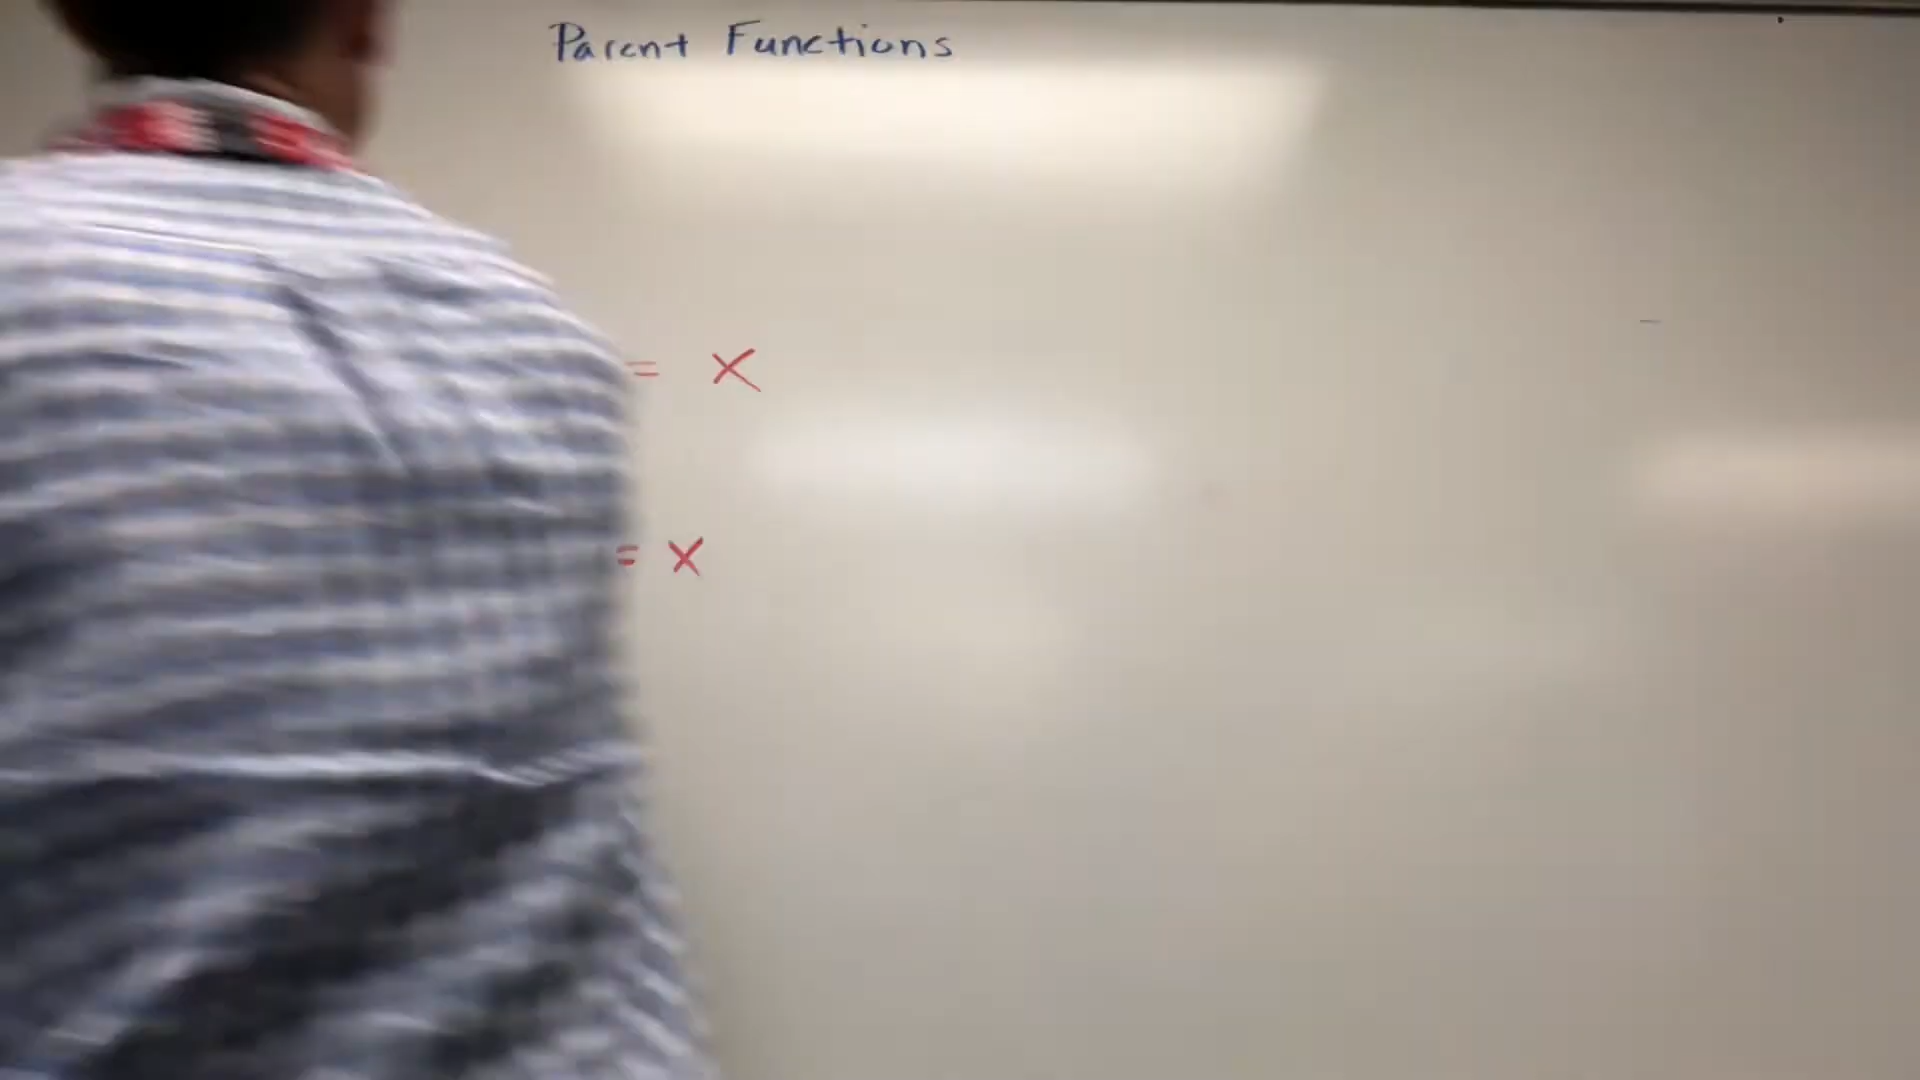 Parent Functions
= x
= x